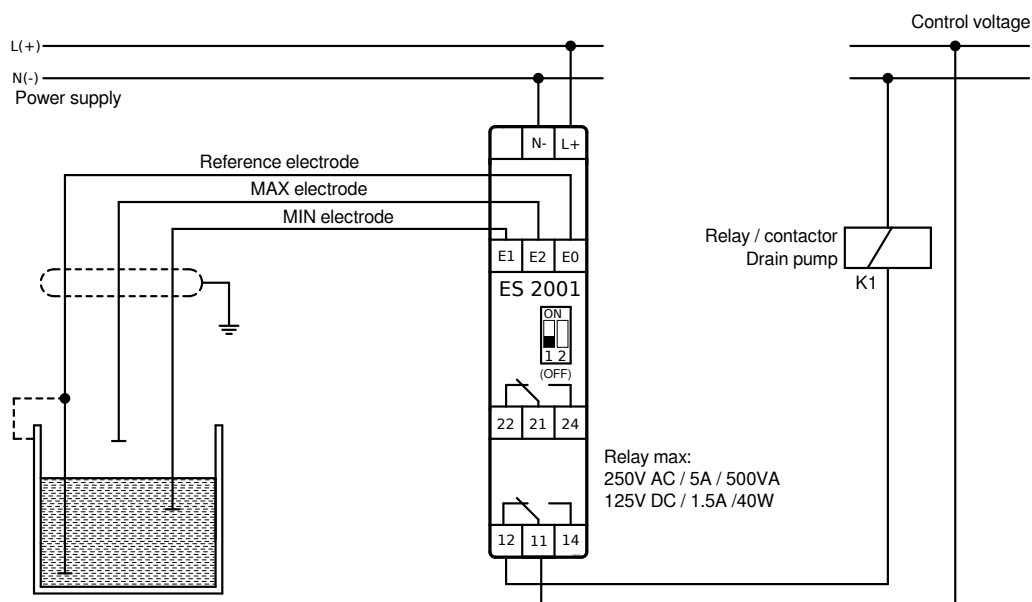 Control voltage
L(+)
N(-)
Power supply
N- L+
Reference electrode
MAX electrode
MIN electrode
Relay / contactor
Drain pump
K1
E1 E2 E0
ES 2001
ON
1 2
(OFF)
22 21 24
Relay max:
250V AC / 5A / 500VA
125V DC / 1.5A /40W
12 11 14